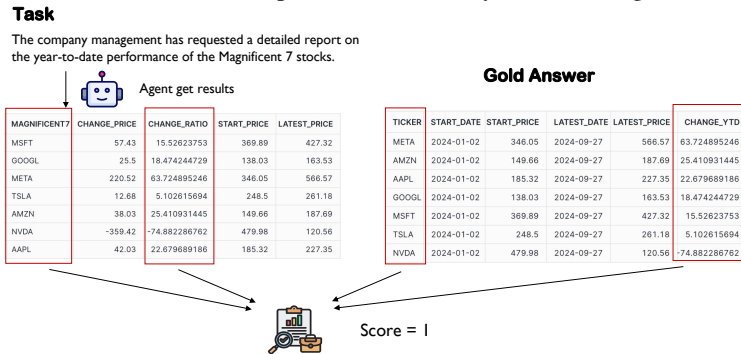 Task
The company management has requested a detailed report on
the year-to-date performance of the Magnificent 7 stocks.
Agent get results
MAGNIFICENT7 CHANGE_PRICE CHANGE_RATIO START_PRICE LATEST_PRICE
MSFT 57.43 15.52623753 369.89 427.32
GOOGL 25.5 18.474244729 138.03 163.53
META 220.52 63.724895246 346.05 566.57
TSLA 12.68 5.102615694 248.5 261.18
AMZN 38.03 25.410931445 149.66 187.69
NVDA -359.42 -74.882286762 479.98 120.56
AAPL 42.03 22.679689186 185.32 227.35
Gold Answer
TICKER START_DATE START_PRICE LATEST_DATE LATEST_PRICE CHANGE_YTD
META 2024-01-02 346.05 2024-09-27 566.57 63.724895246
AMZN 2024-01-02 149.66 2024-09-27 187.69 25.410931445
AAPL 2024-01-02 185.32 2024-09-27 227.35 22.679689186
GOOGL 2024-01-02 138.03 2024-09-27 163.53 18.474244729
MSFT 2024-01-02 369.89 2024-09-27 427.32 15.52623753
TSLA 2024-01-02 248.5 2024-09-27 261.18 5.102615694
NVDA 2024-01-02 479.98 2024-09-27 120.56 -74.882286762
Score = 1